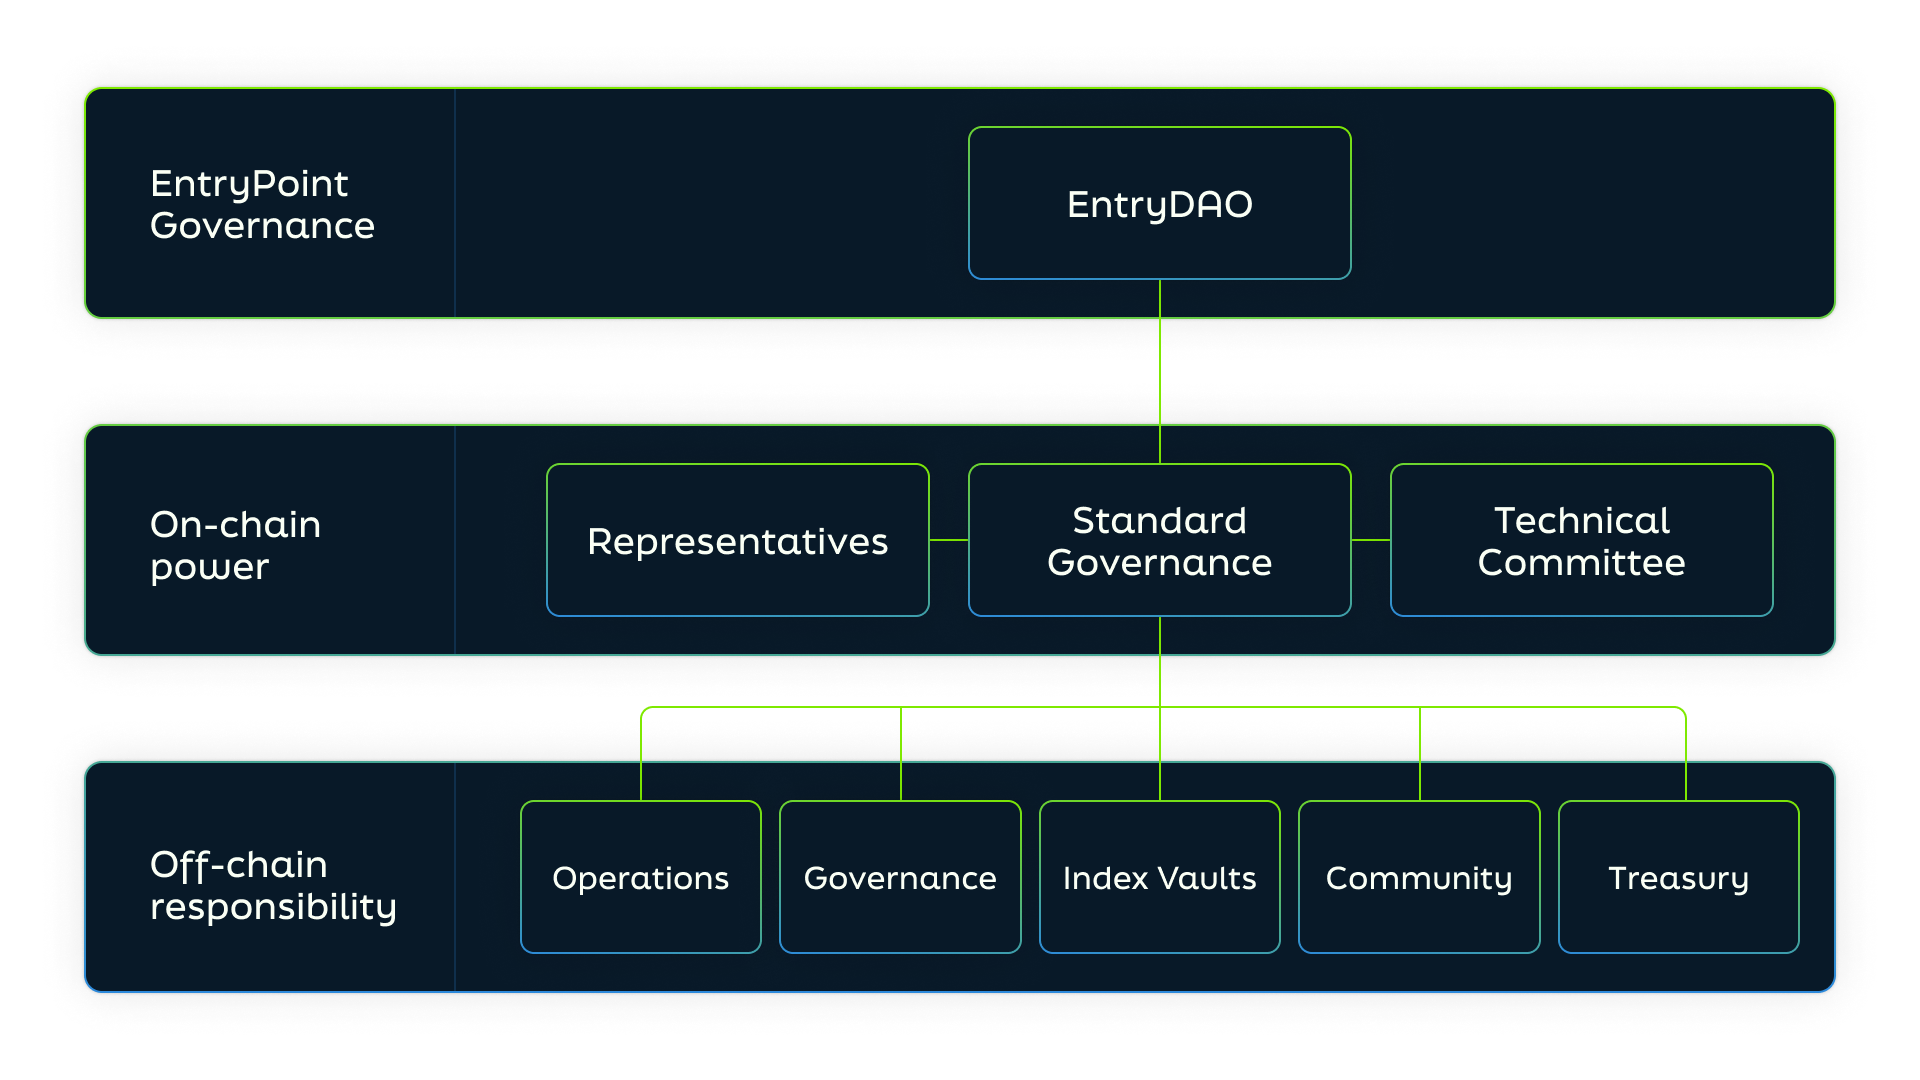 EntryPoint
Governance
EntryDAO
On-chain
power
Representatives
Standard
Governance
Technical
Committee
Off-chain
responsibility
Operations
Governance
Index Vaults
Community
Treasury